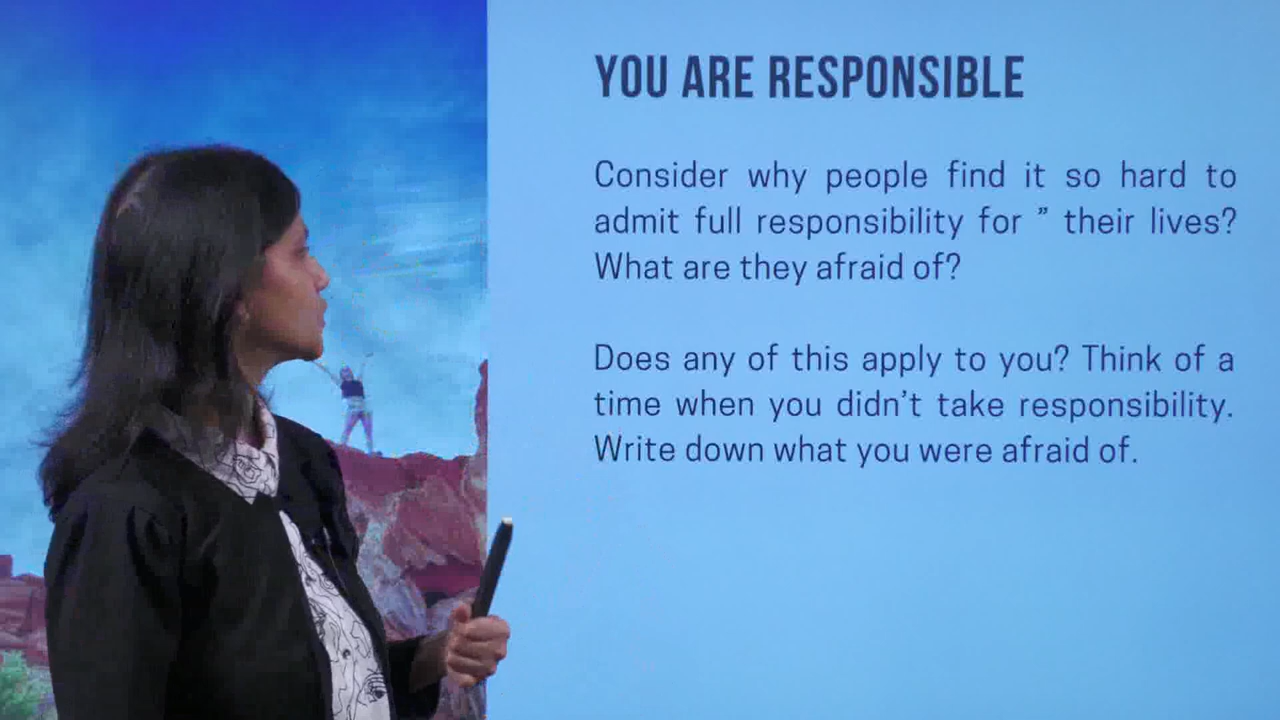 YOU ARE RESPONSIBLE
Consider why people find it so hard to
admit full responsibility for ” their lives?
What are they afraid of?
Does any of this apply to you? Think of a
time when you didn’t take responsibility.
Write down what you were afraid of.